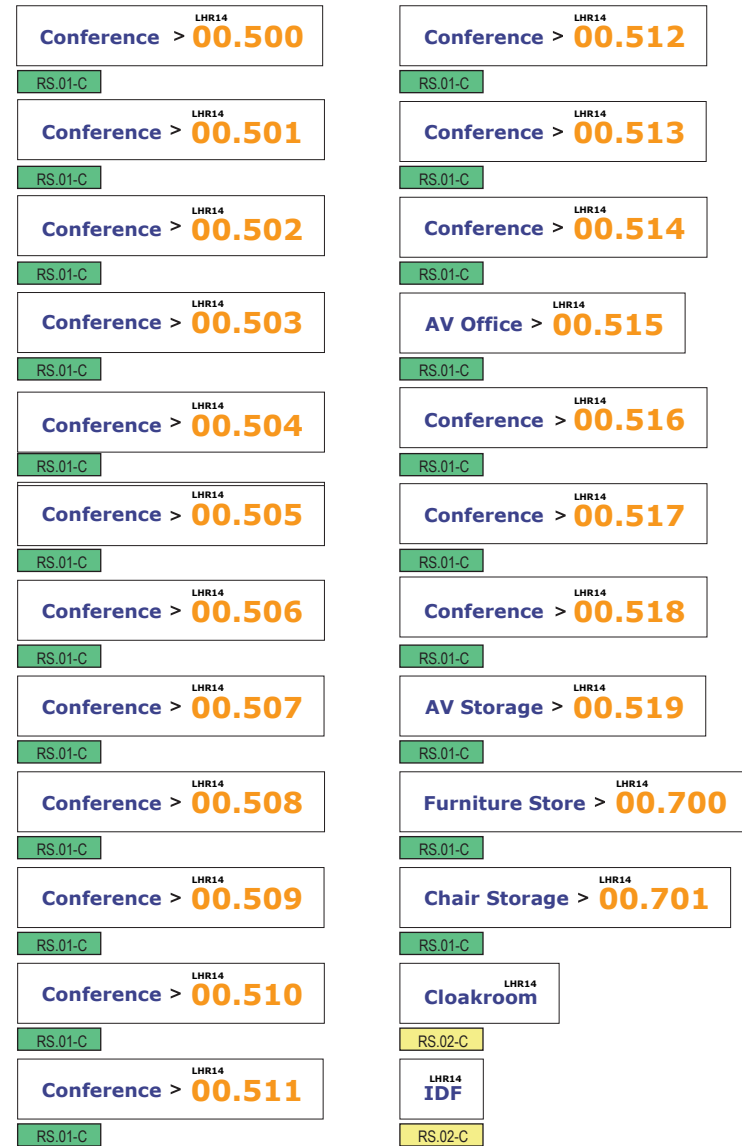 LHR14
Conference > 00.500
RS.01-C
LHR14
Conference > 00.501
RS.01-C
LHR14
Conference > 00.502
RS.01-C
LHR14
Conference > 00.503
RS.01-C
LHR14
Conference > 00.504
RS.01-C
LHR14
Conference > 00.505
RS.01-C
LHR14
Conference > 00.506
RS.01-C
LHR14
Conference > 00.507
RS.01-C
LHR14
Conference > 00.508
RS.01-C
LHR14
Conference > 00.509
RS.01-C
LHR14
Conference > 00.510
RS.01-C
LHR14
Conference > 00.511
RS.01-C
LHR14
Conference > 00.512
RS.01-C
LHR14
Conference > 00.513
RS.01-C
LHR14
Conference > 00.514
RS.01-C
LHR14
AV Office > 00.515
RS.01-C
LHR14
Conference > 00.516
RS.01-C
LHR14
Conference > 00.517
RS.01-C
LHR14
Conference > 00.518
RS.01-C
LHR14
AV Storage > 00.519
RS.01-C
LHR14
Furniture Store > 00.700
RS.01-C
LHR14
Chair Storage > 00.701
RS.01-C
LHR14
Cloakroom
RS.02-C
LHR14
IDF
RS.02-C